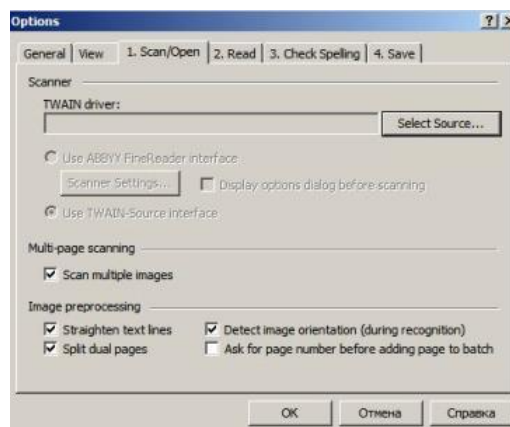 Options
General View 1. Scan/Open 2. Read 3. Check Spelling 4. Save
Scanner
TWAIN driver:
Select Source...
Use ABBYY FineReader interface
Scanner Settings... Display options dialog before scanning
Use TWAIN-Source interface
Multi-page scanning
Scan multiple images
Image preprocessing
Straighten text lines Detect image orientation (during recognition)
Split dual pages Ask for page number before adding page to batch
OK Отмена Справка